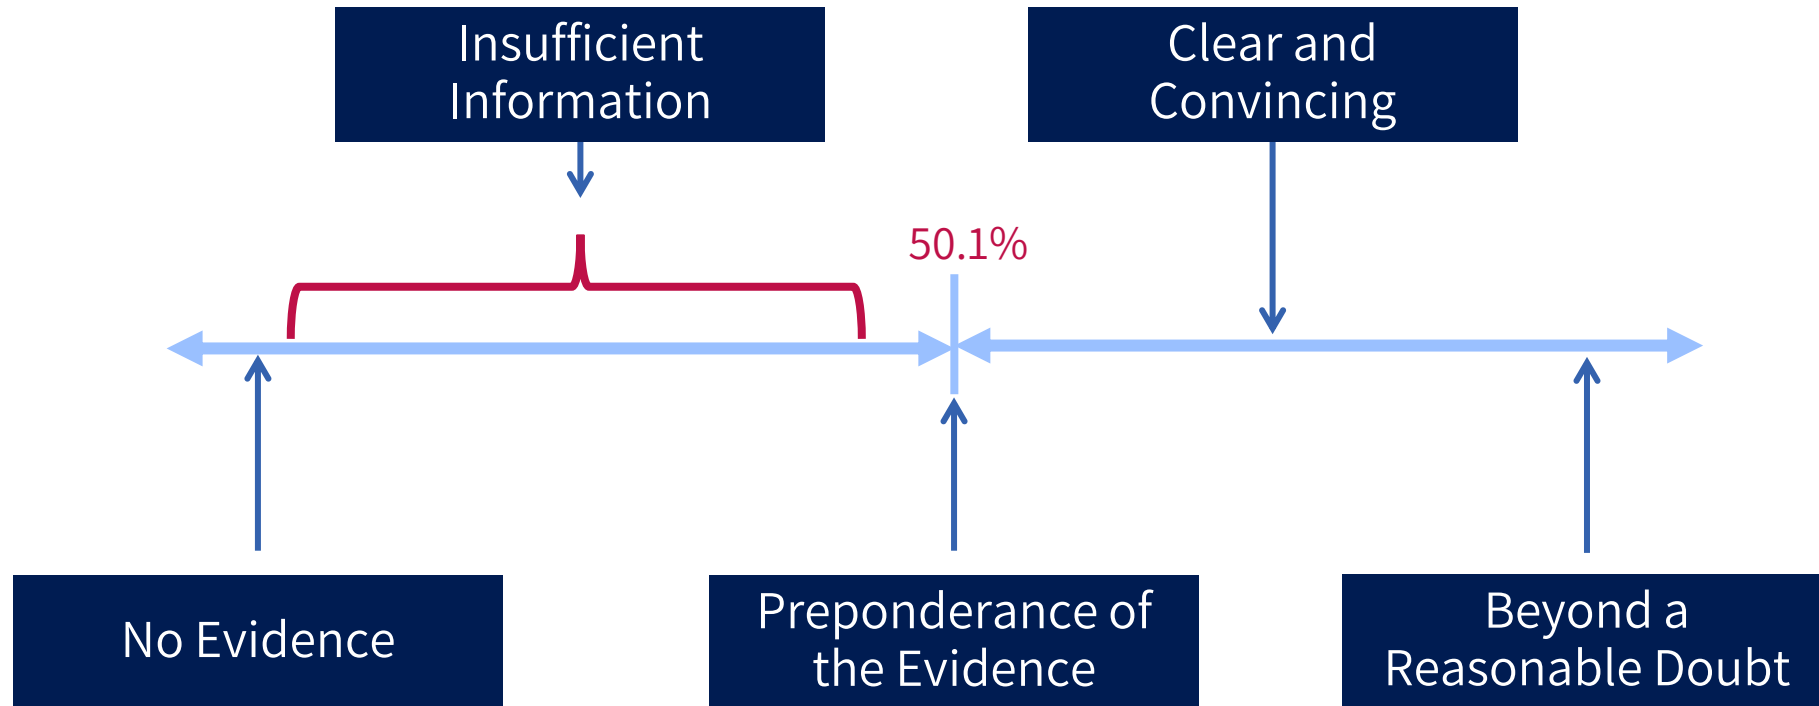 Insufficient
Information
Clear and
Convincing
50.1%
No Evidence
Preponderance of
the Evidence
Beyond a
Reasonable Doubt